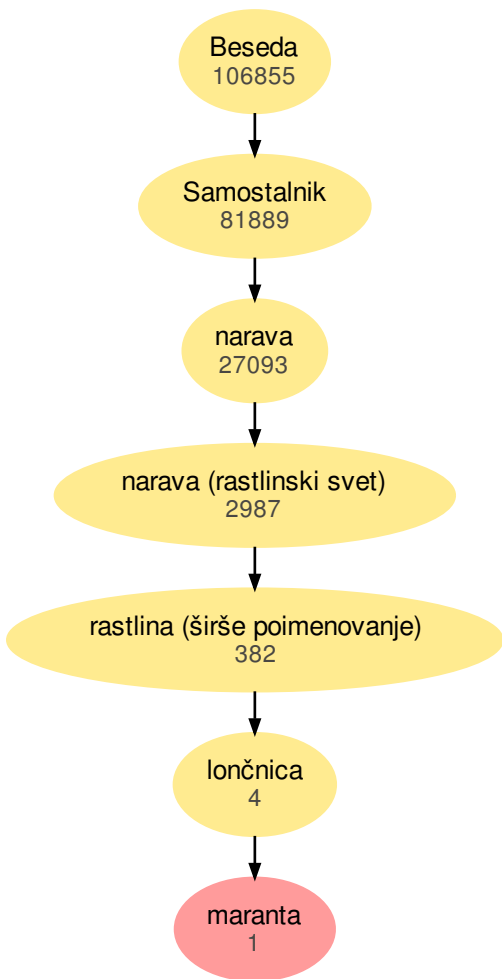 Beseda
106855
Samostalnik
81889
narava
27093
narava (rastlinski svet)
2987
rastlina (širše poimenovanje)
382
lončnica
4
maranta
1